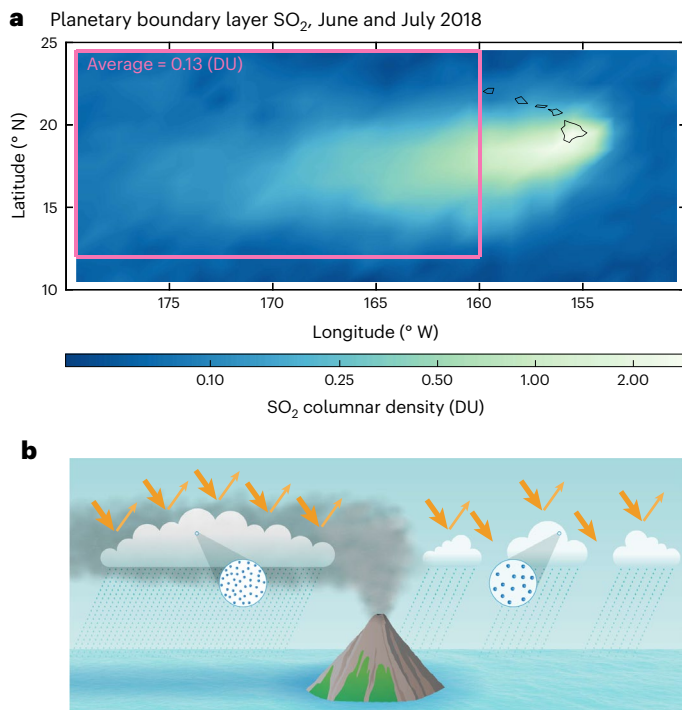 a Planetary boundary layer SO₂, June and July 2018
25
Average = 0.13 (DU)
20
Latitude (° N)
15
10
175 170 165 160 155
Longitude (° W)
0.10 0.25 0.50 1.00 2.00
SO₂ columnar density (DU)
b